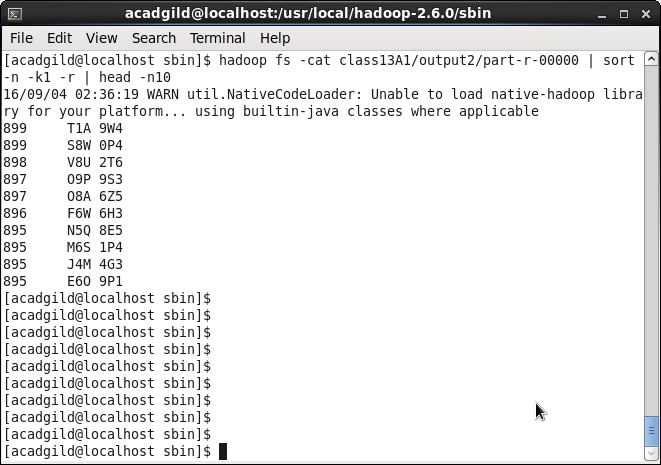 acadgild@localhost:/usr/local/hadoop-2.6.0/sbin
File Edit View Search Terminal Help
[acadgild@localhost sbin]$ hadoop fs -cat class13A1/output2/part-r-00000 | sort
-n -k1 -r | head -n10
16/09/04 02:36:19 WARN util.NativeCodeLoader: Unable to load native-hadoop libra
ry for your platform... using builtin-java classes where applicable
899     T1A 9W4
899     S8W 0P4
898     V8U 2T6
897     O9P 9S3
897     O8A 6Z5
896     F6W 6H3
895     N5Q 8E5
895     M6S 1P4
895     J4M 4G3
895     E6O 9P1
[acadgild@localhost sbin]$
[acadgild@localhost sbin]$
[acadgild@localhost sbin]$
[acadgild@localhost sbin]$
[acadgild@localhost sbin]$
[acadgild@localhost sbin]$
[acadgild@localhost sbin]$
[acadgild@localhost sbin]$
[acadgild@localhost sbin]$
[acadgild@localhost sbin]$